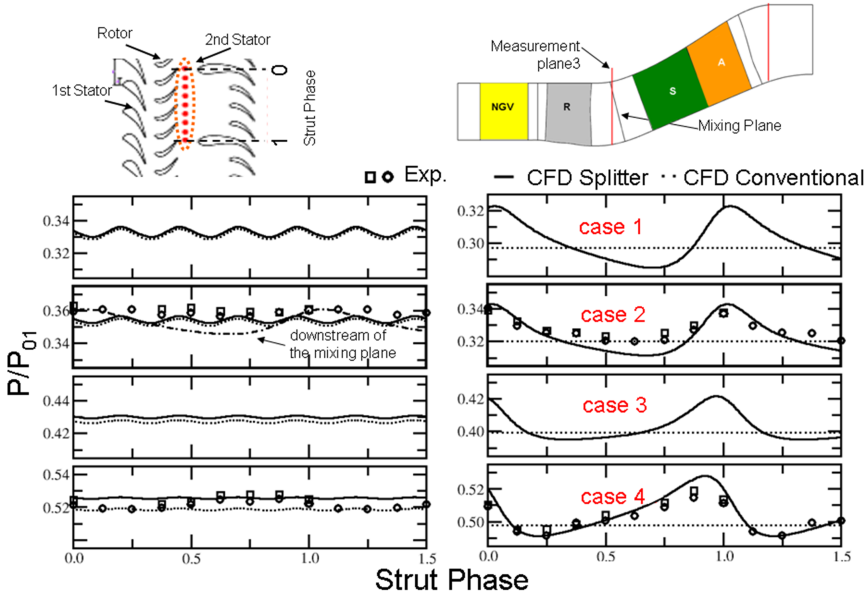 Rotor
2nd Stator
1st Stator
0
1
Strut Phase
Measurement
plane3
NGV
R
S
A
Mixing Plane
Exp.
CFD Splitter
CFD Conventional
P/P01
0.34
0.32
0.36
0.34
downstream of
the mixing plane
0.44
0.42
0.54
0.52
0.0
0.5
1.0
1.5
0.32
0.30
case 1
0.34
0.32
case 2
0.42
0.40
case 3
0.52
0.50
case 4
0.0
0.5
1.0
1.5
Strut Phase